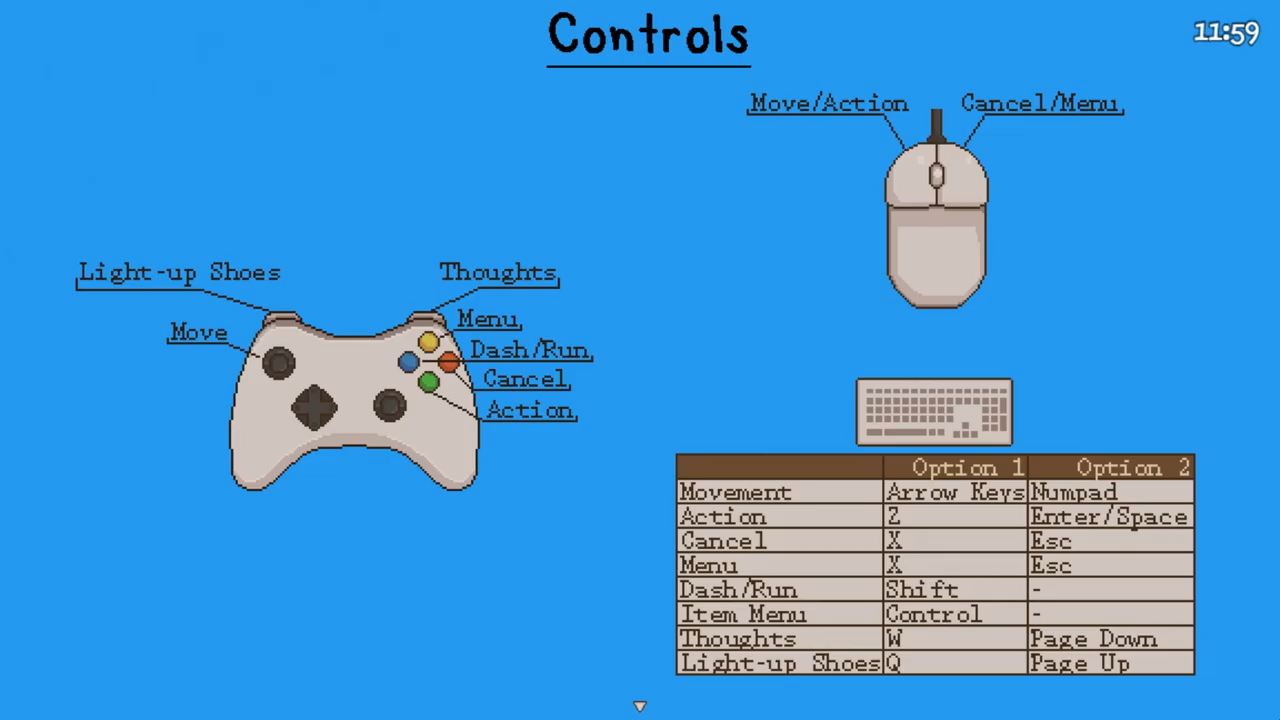 Controls
11:59
Move/Action Cancel/Menu
Light-up Shoes Thoughts
Menu
Move
Dash/Run
Cancel
Action
Option 1 Option 2
Movement Arrow Keys Numpad
Action Z Enter/Space
Cancel X Esc
Menu X Esc
Dash/Run Shift -
Item Menu Control -
Thoughts W Page Down
Light-up Shoes Q Page Up